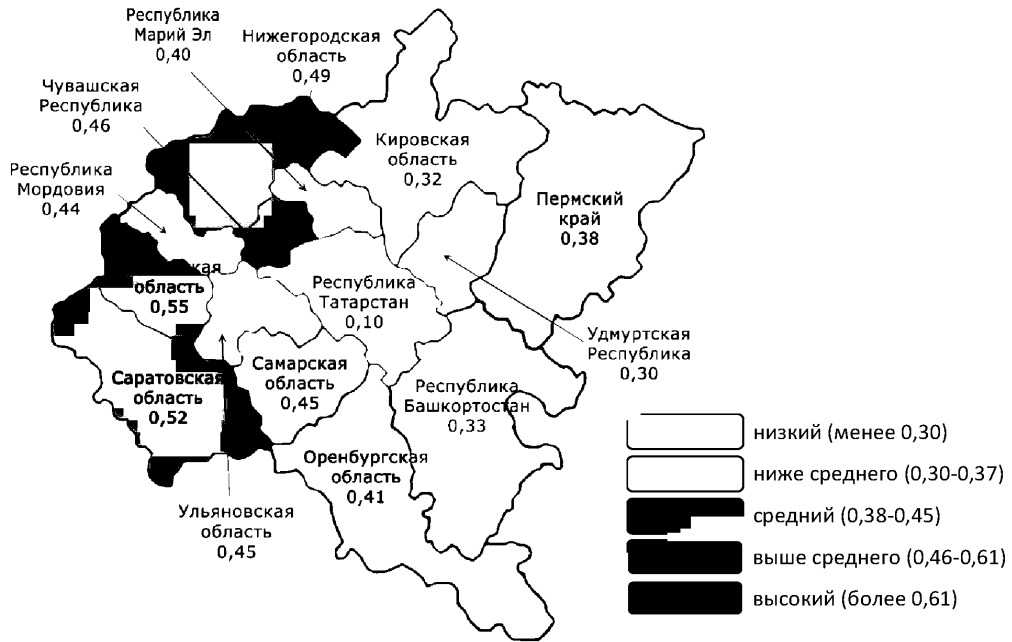 Республика
Марий Эл
0,40
Нижегородская
область
0,49
Чувашская
Республика
0,46
Республика
Мордовия
0,44
Кировская
область
0,32
Пермский
край
0,38
область
0,55
Республика
Татарстан
0,10
Удмуртская
Республика
0,30
Саратовская
область
0,52
Самарская
область
0,45
Республика
Башкортостан
0,33
Оренбургская
область
0,41
Ульяновская
область
0,45
низкий (менее 0,30)
ниже среднего (0,30-0,37)
средний (0,38-0,45)
выше среднего (0,46-0,61)
высокий (более 0,61)